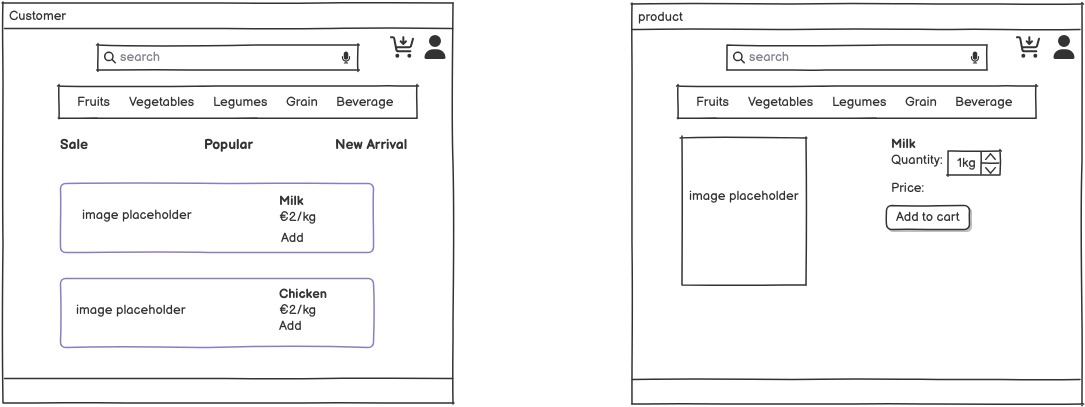 Customer
search
Fruits Vegetables Legumes Grain Beverage
Sale Popular New Arrival
image placeholder
Milk
€2/kg
Add
image placeholder
Chicken
€2/kg
Add
product
search
Fruits Vegetables Legumes Grain Beverage
image placeholder
Milk
Quantity: 1kg
Price:
Add to cart